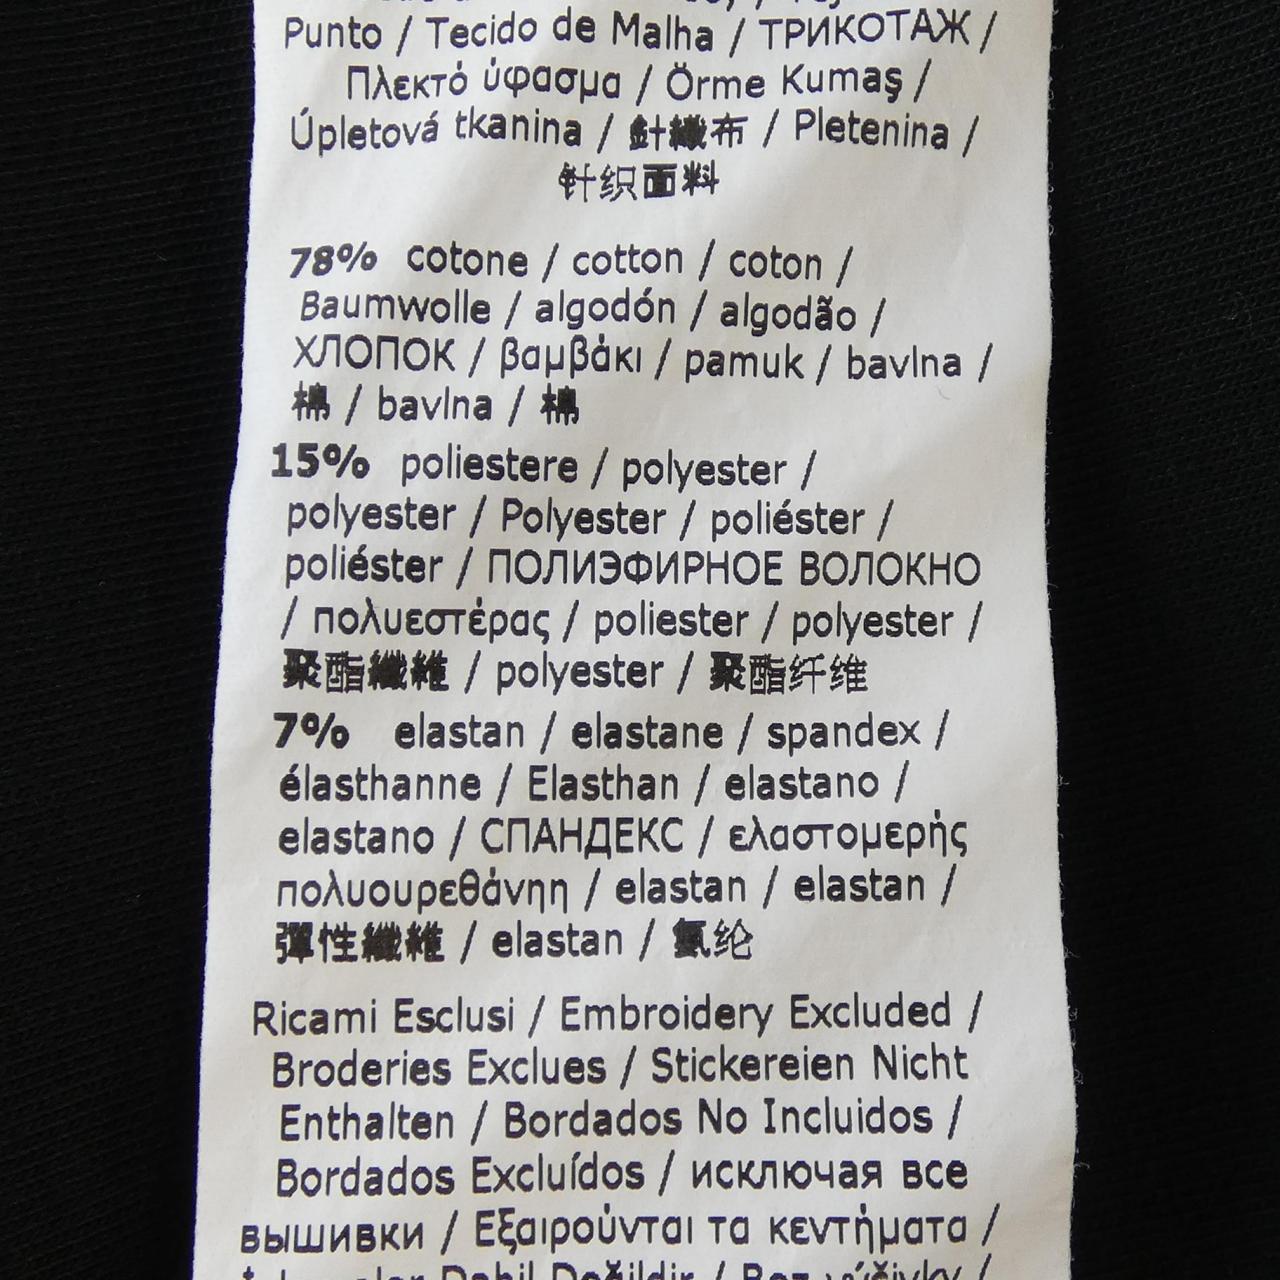 Punto / Tecido de Malha / ТРИКОТАЖ /
Πλεκτό ύφασμα / Örme Kumaş /
Úpletová tkanina / 針織布 / Pletenina /
针织面料
78% cotone / cotton / coton /
Baumwolle / algodón / algodão /
ХЛОПОК / βαμβάκι / pamuk / bavlna /
棉 / bavlna / 棉
15% poliestere / polyester /
polyester / Polyester / poliéster /
poliéster / ПОЛИЭФИРНОЕ ВОЛОКНО
/ πολυεστέρας / poliester / polyester /
聚酯纖維 / polyester / 聚酯纤维
7% elastan / elastane / spandex /
élasthanne / Elasthan / elastano /
elastano / СПАНДЕКС / ελαστομερής
πολυουρεθάνηη / elastan / elastan /
彈性纖維 / elastan / 氨纶
Ricami Esclusi / Embroidery Excluded /
Broderies Exclues / Stickereien Nicht
Enthalten / Bordados No Incluidos /
Bordados Excluídos / исключая все
вышивки / Εξαιρούνται τα κεντήματα /
Dahil Değildir / Bez